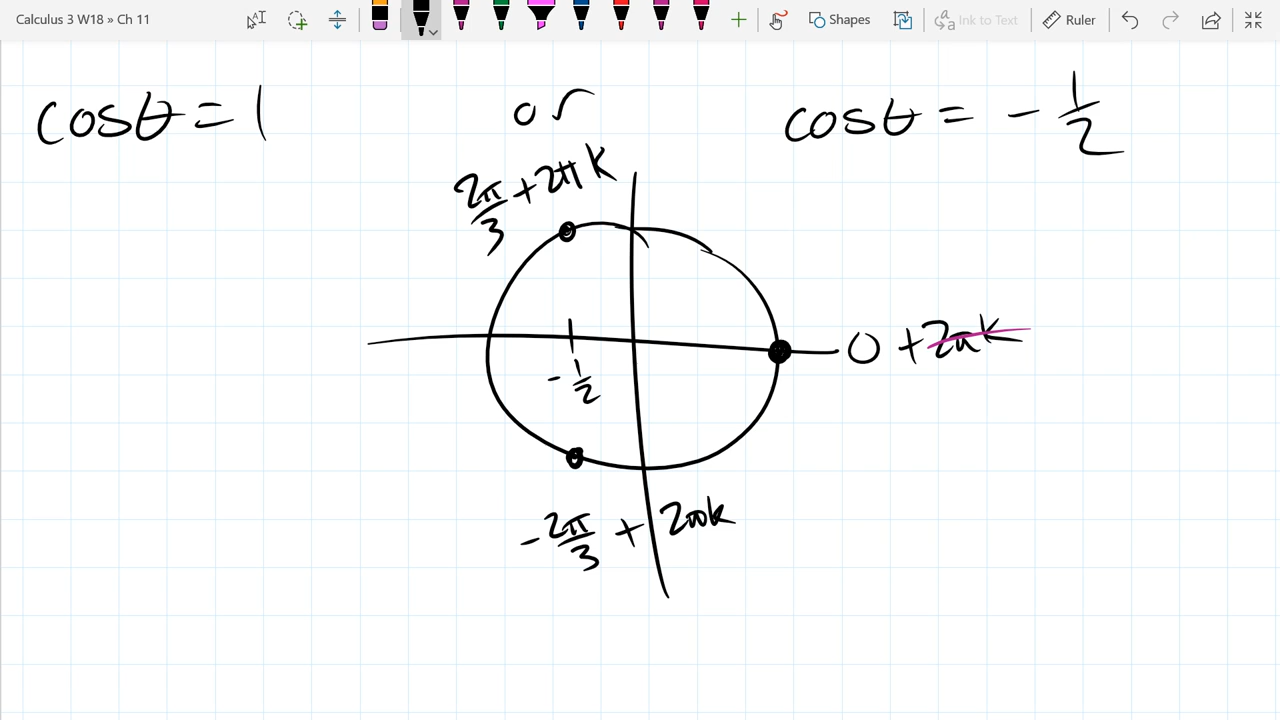 Calculus 3 W18 » Ch 11
Shapes
Ink to Text
Ruler
cosθ = 1 or cosθ = -1/2
2π/3 + 2πk
0 + 2πk
-1/2
-2π/3 + 2πk